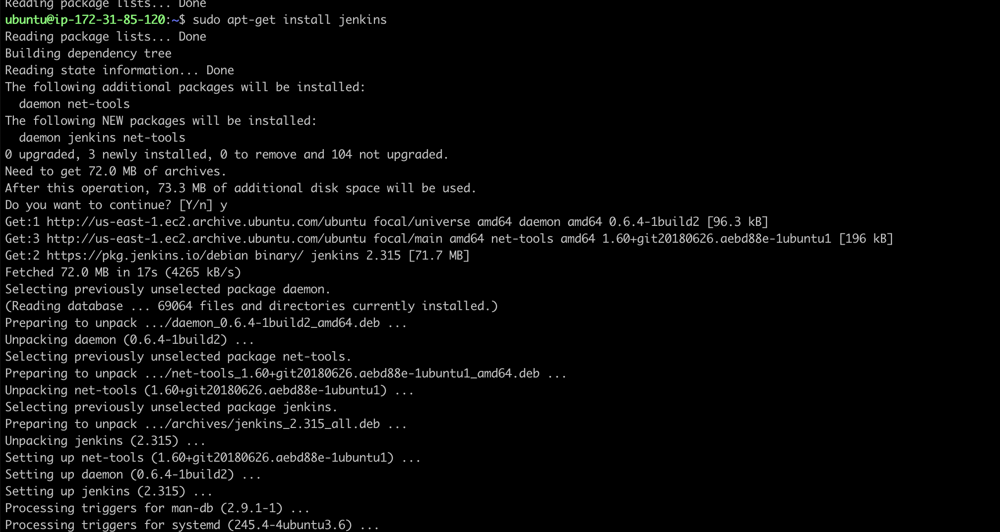 Reading package lists... Done
ubuntu@ip-172-31-85-120:~$ sudo apt-get install jenkins
Reading package lists... Done
Building dependency tree
Reading state information... Done
The following additional packages will be installed:
  daemon net-tools
The following NEW packages will be installed:
  daemon jenkins net-tools
0 upgraded, 3 newly installed, 0 to remove and 104 not upgraded.
Need to get 72.0 MB of archives.
After this operation, 73.3 MB of additional disk space will be used.
Do you want to continue? [Y/n] y
Get:1 http://us-east-1.ec2.archive.ubuntu.com/ubuntu focal/universe amd64 daemon amd64 0.6.4-1build2 [96.3 kB]
Get:3 http://us-east-1.ec2.archive.ubuntu.com/ubuntu focal/main amd64 net-tools amd64 1.60+git20180626.aebd88e-1ubuntu1 [196 kB]
Get:2 https://pkg.jenkins.io/debian binary/ jenkins 2.315 [71.7 MB]
Fetched 72.0 MB in 17s (4265 kB/s)
Selecting previously unselected package daemon.
(Reading database ... 69064 files and directories currently installed.)
Preparing to unpack .../daemon_0.6.4-1build2_amd64.deb ...
Unpacking daemon (0.6.4-1build2) ...
Selecting previously unselected package net-tools.
Preparing to unpack .../net-tools_1.60+git20180626.aebd88e-1ubuntu1_amd64.deb ...
Unpacking net-tools (1.60+git20180626.aebd88e-1ubuntu1) ...
Selecting previously unselected package jenkins.
Preparing to unpack .../archives/jenkins_2.315_all.deb ...
Unpacking jenkins (2.315) ...
Setting up net-tools (1.60+git20180626.aebd88e-1ubuntu1) ...
Setting up daemon (0.6.4-1build2) ...
Setting up jenkins (2.315) ...
Processing triggers for man-db (2.9.1-1) ...
Processing triggers for systemd (245.4-4ubuntu3.6) ...